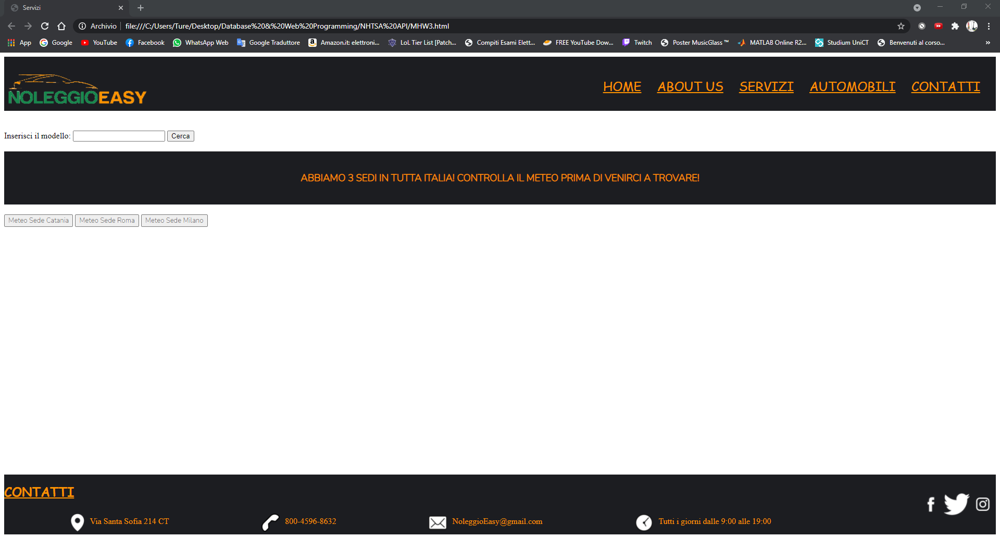 Servizi
Archivio | file:///C:/Users/Ture/Desktop/Database%20&%20Web%20Programming/NHTSA%20API/MHW3.html
App Google YouTube Facebook WhatsApp Web Google Traduttore Amazon.it: elettroni... LoL Tier List [Patch... Compiti Esami Elett... FREE YouTube Dow... Twitch Poster MusicGlass ™ MATLAB Online R2... Studium UniCT Benvenuti al corso... »
NOLEGGIOEASY
HOME ABOUT US SERVIZI AUTOMOBILI CONTATTI
Inserisci il modello: Cerca
ABBIAMO 3 SEDI IN TUTTA ITALIA! CONTROLLA IL METEO PRIMA DI VENIRCI A TROVARE!
Meteo Sede Catania Meteo Sede Roma Meteo Sede Milano
CONTATTI
Via Santa Sofia 214 CT 800-4596-8632 NoleggioEasy@gmail.com Tutti i giorni dalle 9:00 alle 19:00